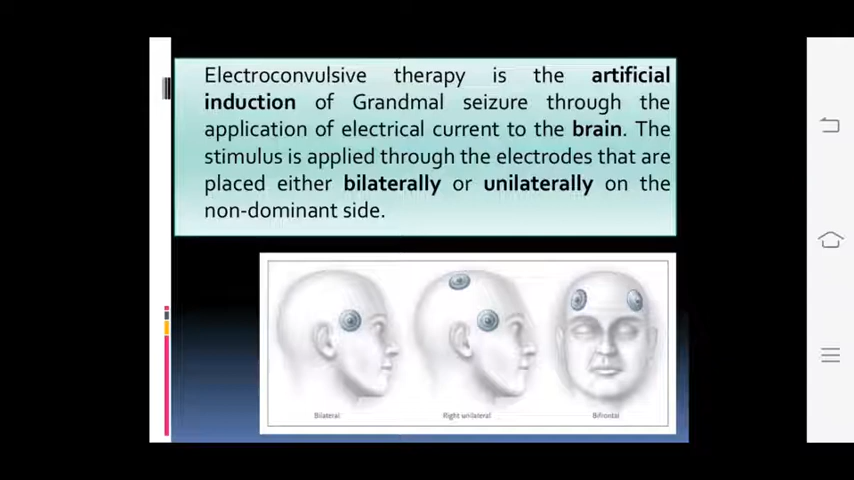 Electroconvulsive therapy is the artificial
induction of Grandmal seizure through the
application of electrical current to the brain. The
stimulus is applied through the electrodes that are
placed either bilaterally or unilaterally on the
non-dominant side.
Bilateral
Right unilateral
Bifrontal